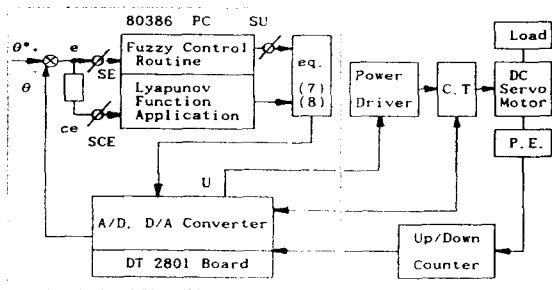 80386 PC SU
θ*+
e
Fuzzy Control
Routine
SE
Lyapunov
Function
Application
θ
-
ce
SCE
eq.
(7)
(8)
Power
Driver
C.T
Load
DC
Servo
Motor
P.E.
U
A/D, D/A Converter
DT 2801 Board
Up/Down
Counter